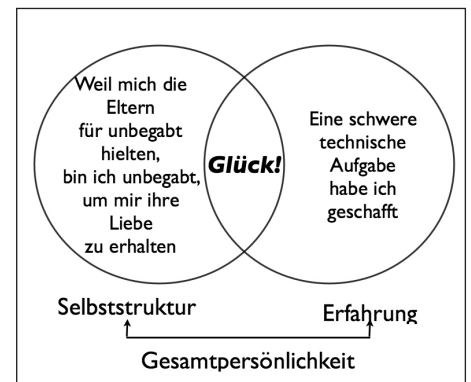 Weil mich die
Eltern
für unbegabt
hielten,
bin ich unbegabt,
um mir ihre
Liebe
zu erhalten
Glück!
Eine schwere
technische
Aufgabe
habe ich
geschafft
Selbststruktur
Erfahrung
Gesamtpersönlichkeit